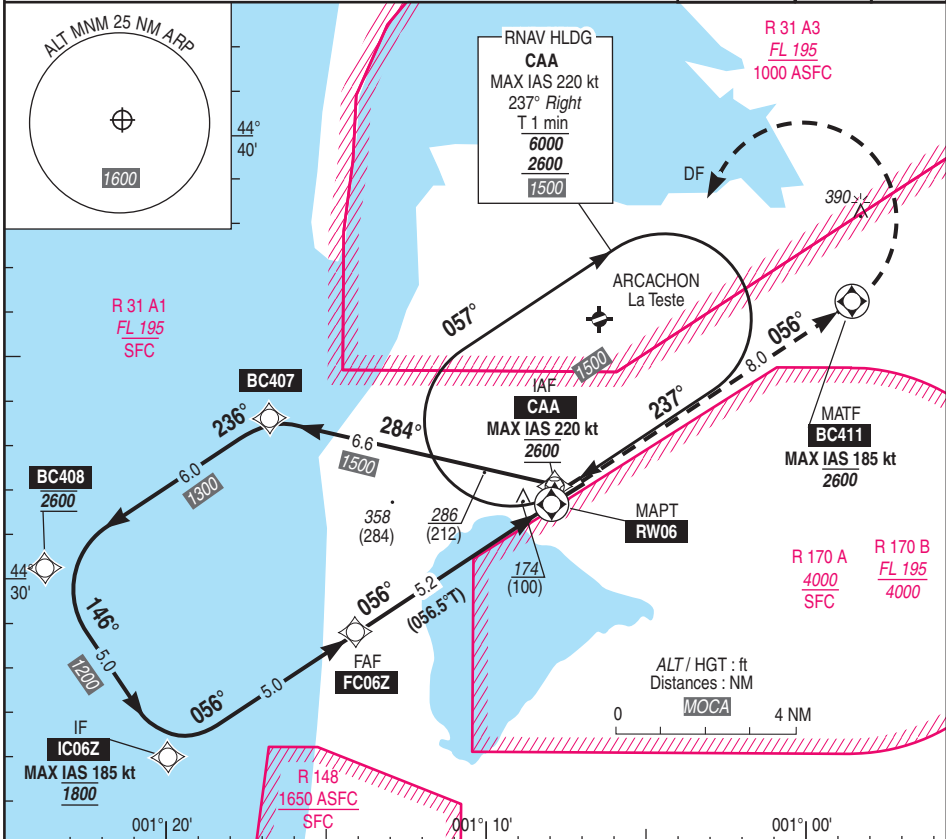 ALT MNM 25 NM ARP
1600
44°
40'
RNAV HLDG
CAA
MAX IAS 220 kt
237° Right
T 1 min
6000
2600
1500
R 31 A3
FL 195
1000 ASFC
DF
390
ARCACHON
La Teste
R 31 A1
FL 195
SFC
057°
1500
056°
8.0
BC407
IAF
CAA
MAX IAS 220 kt
2600
237°
236°
284°
6.6
1500
MATF
BC411
MAX IAS 185 kt
2600
BC408
2600
6.0
1300
358
(284)
286
(212)
174
(100)
MAPT
RW06
44°
30'
R 170 A
4000
SFC
R 170 B
FL 195
4000
146°
5.0
1200
056°
5.2
(056.5°T)
FAF
FC06Z
056°
5.0
IF
IC06Z
MAX IAS 185 kt
1800
ALT / HGT : ft
Distances : NM
MOCA
0
4 NM
R 148
1650 ASFC
SFC
001° 20'
001° 10'
001° 00'